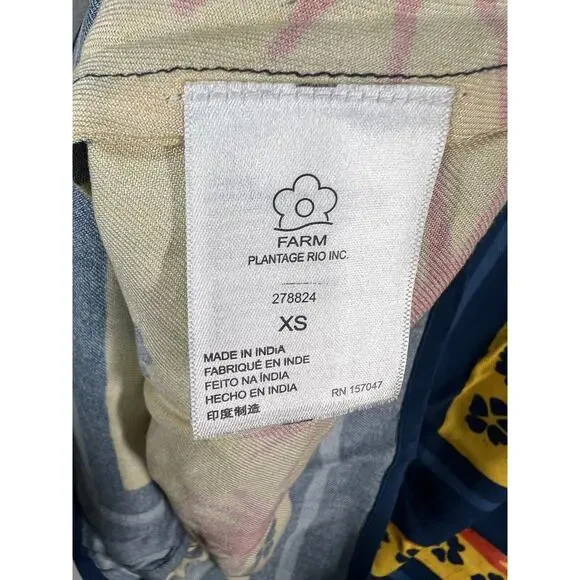 FARM
PLANTAGE RIO INC.
278824
XS
MADE IN INDiA
FABRIQUÉ EN INDE
FEITO NA ÍNDIA
HECHO EN INDIA
印度制造
RN 157047